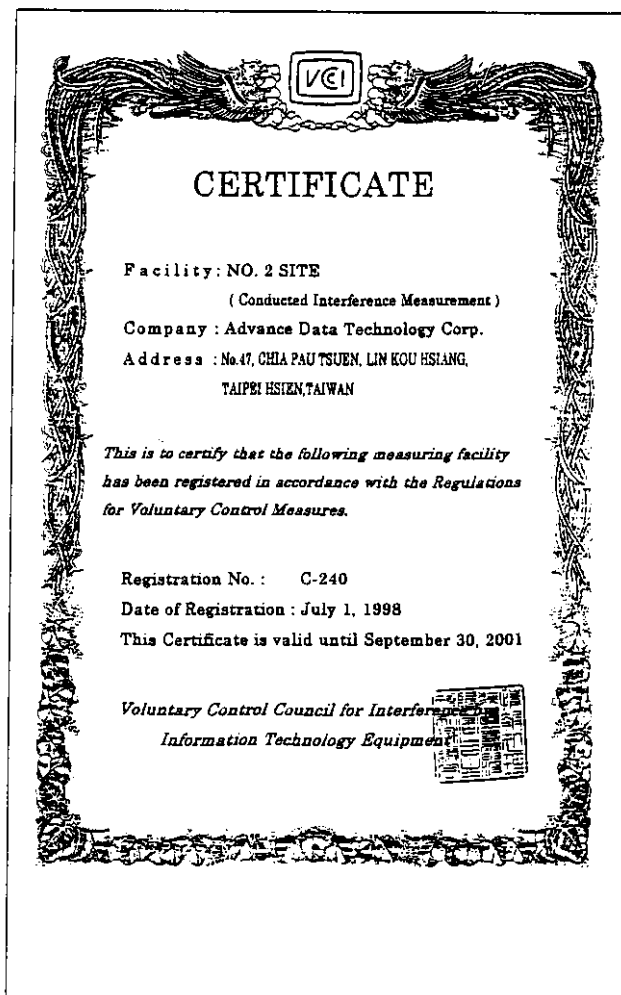 VCCI
CERTIFICATE
Facility: NO. 2 SITE
( Conducted Interference Measurement )
Company : Advance Data Technology Corp.
Address : No.47, CHIA PAU TSUEN, LIN KOU HSIANG,
TAIPEI HSIEN,TAIWAN
This is to certify that the following measuring facility
has been registered in accordance with the Regulations
for Voluntary Control Measures.
Registration No. : C-240
Date of Registration : July 1, 1998
This Certificate is valid until September 30, 2001
Voluntary Control Council for Interference
Information Technology Equipment